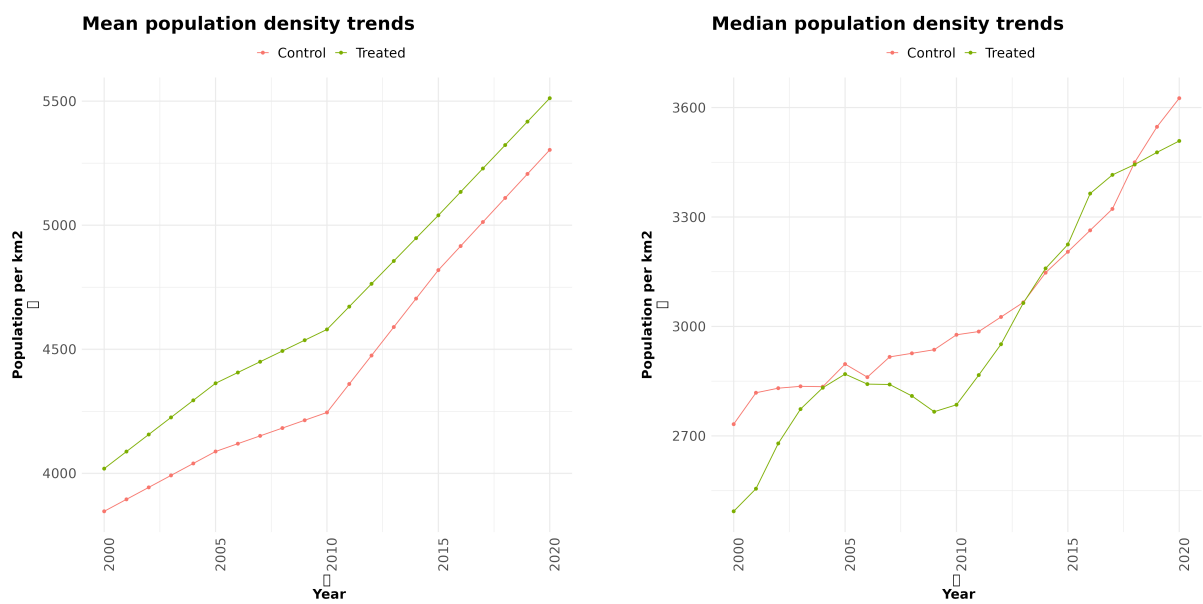 Mean population density trends
Control Treated
5500
5000
4500
4000
Population per km2
2000 2005 2010 2015 2020
Year
Median population density trends
Control Treated
3600
3300
3000
2700
Population per km2
2000 2005 2010 2015 2020
Year